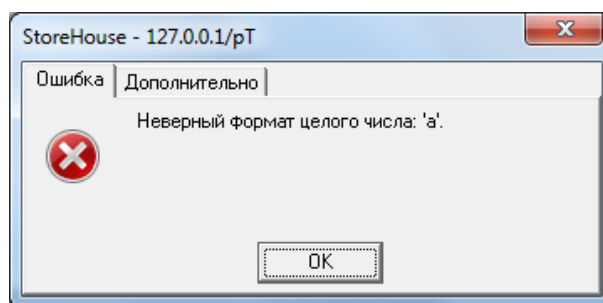 StoreHouse - 127.0.0.1/pT
Ошибка Дополнительно
Неверный формат целого числа: 'a'.
OK